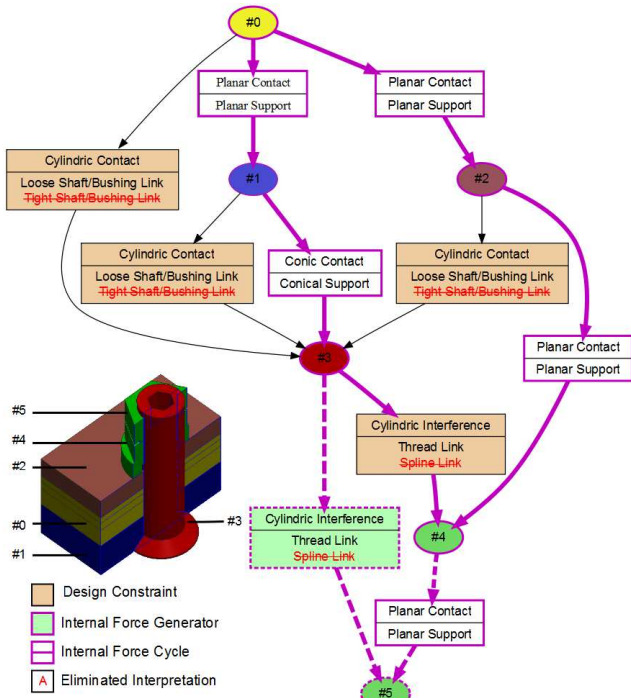 #0
Planar Contact
Planar Support
Planar Contact
Planar Support
Cylindric Contact
Loose Shaft/Bushing Link
Tight Shaft/Bushing Link
#1
#2
Cylindric Contact
Loose Shaft/Bushing Link
Tight Shaft/Bushing Link
Conic Contact
Conical Support
Cylindric Contact
Loose Shaft/Bushing Link
Tight Shaft/Bushing Link
#3
Planar Contact
Planar Support
Cylindric Interference
Thread Link
Spline Link
Cylindric Interference
Thread Link
Spline Link
#4
Planar Contact
Planar Support
#5
#5
#4
#2
#0
#1
#3
Design Constraint
Internal Force Generator
Internal Force Cycle
A Eliminated Interpretation